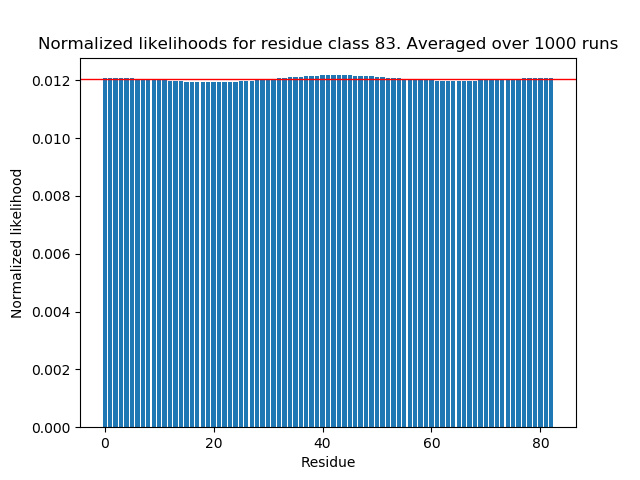 Normalized likelihoods for residue class 83. Averaged over 1000 runs
0.012
0.010
0.008
0.006
0.004
0.002
0.000
Normalized likelihood
0 20 40 60 80
Residue